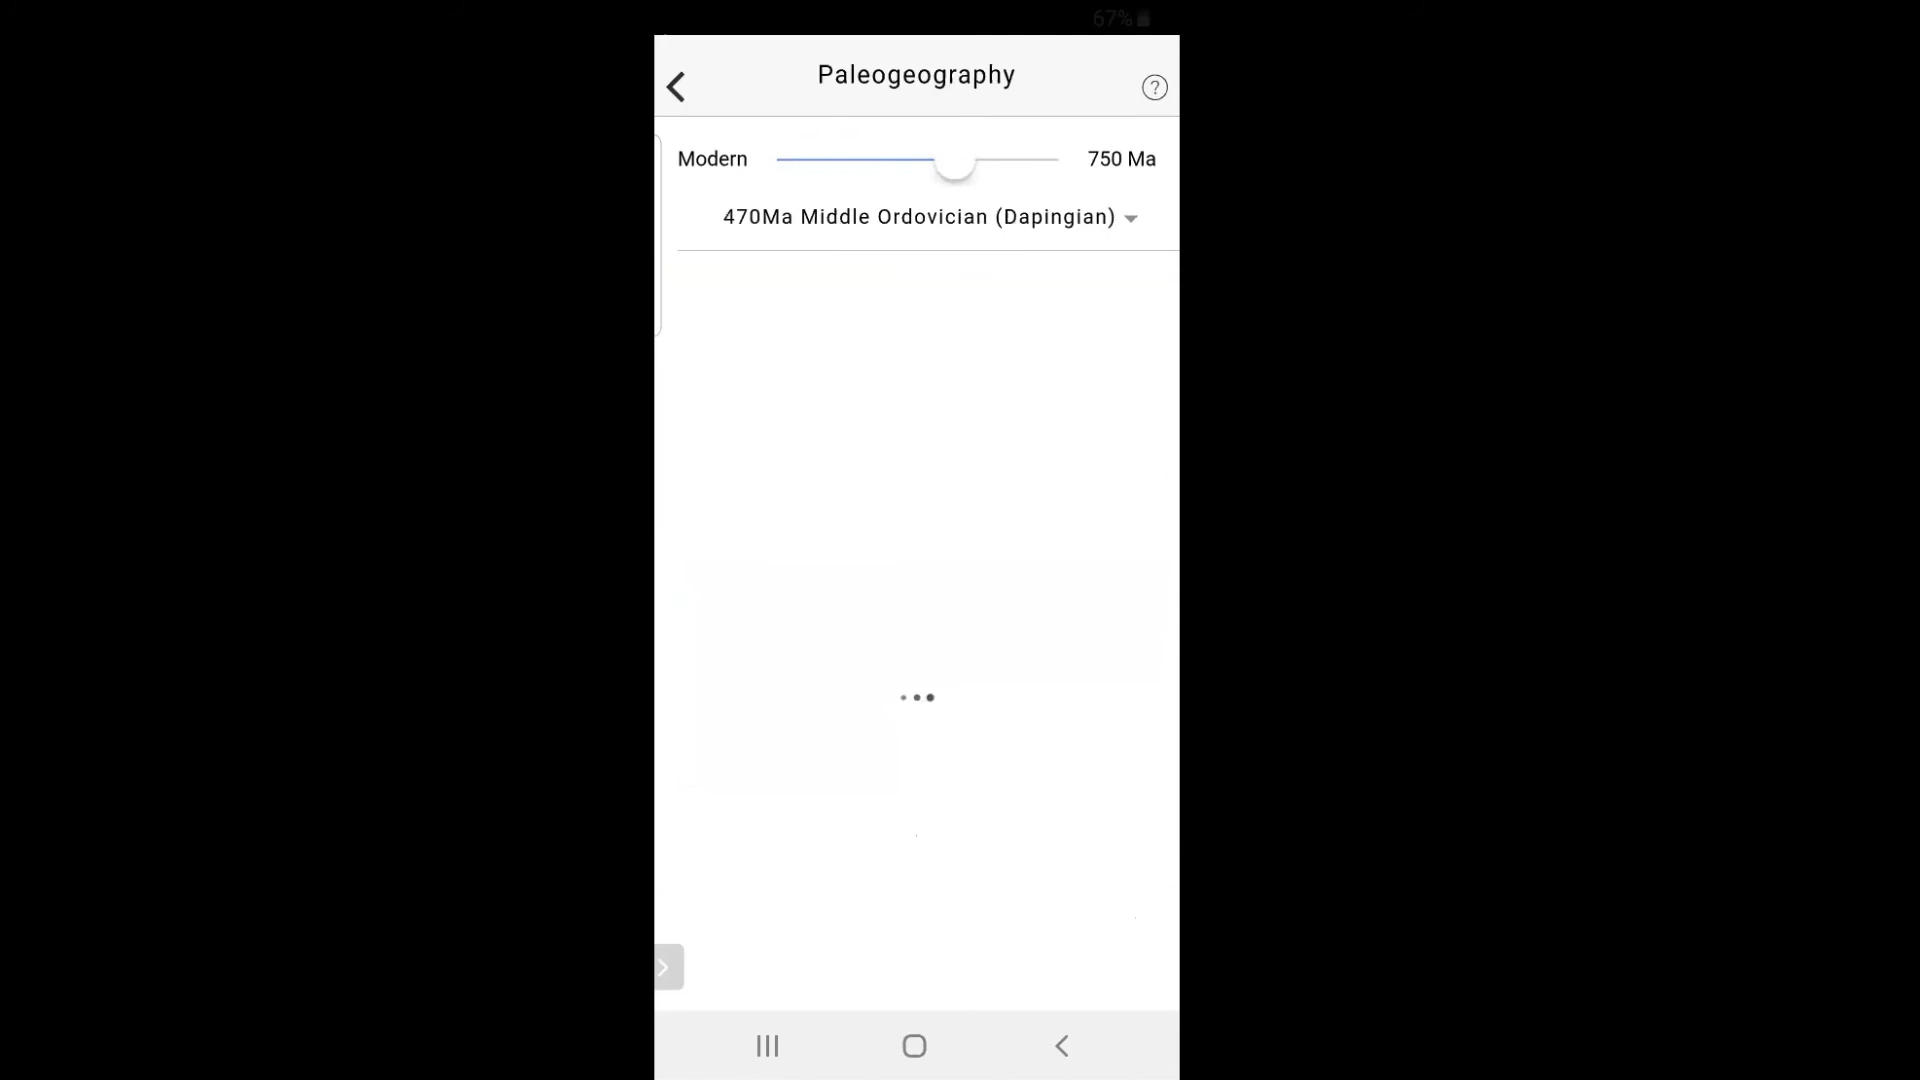 67%
Paleogeography
?
Modern 750 Ma
470Ma Middle Ordovician (Dapingian)